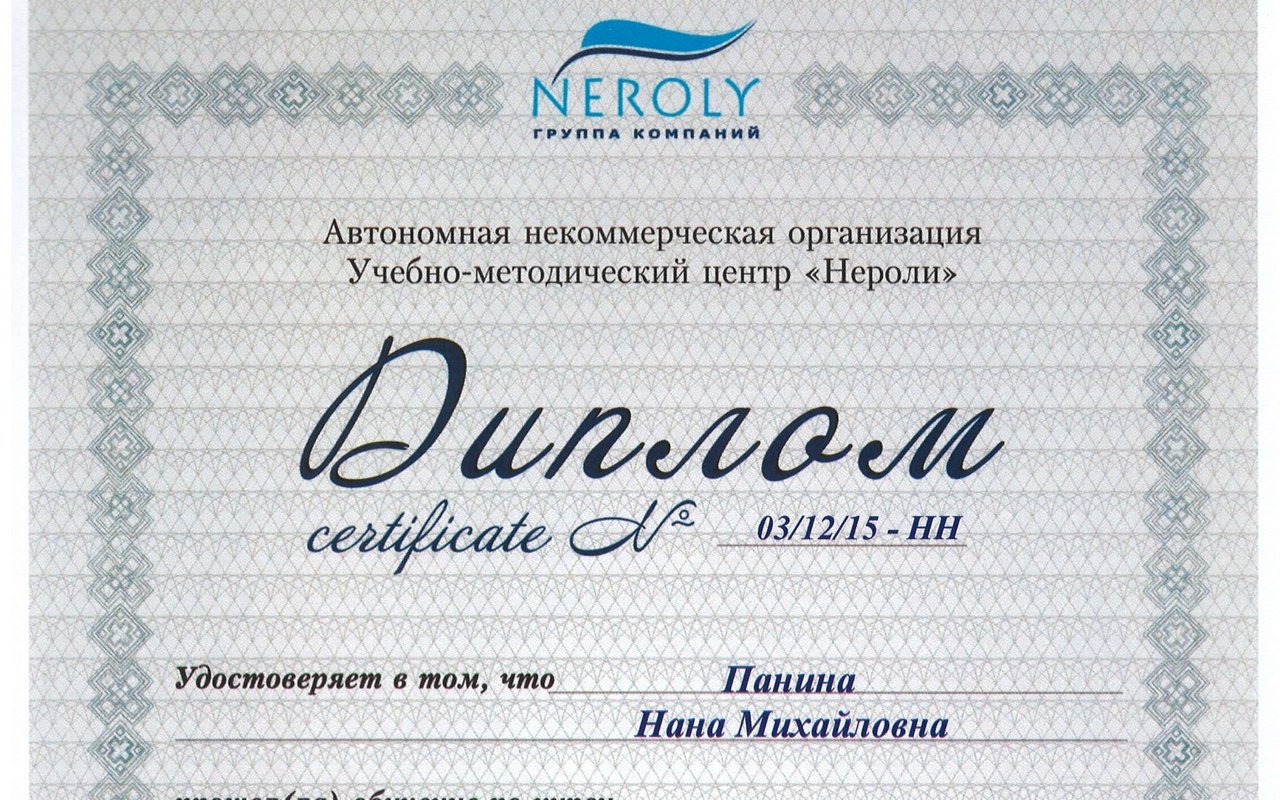 NEROLY
ГРУППА КОМПАНИЙ
Автономная некоммерческая организация
Учебно-методический центр «Нероли»
Диплом
certificate № 03/12/15 - НН
Удостоверяет в том, что Панина
Нана Михайловна